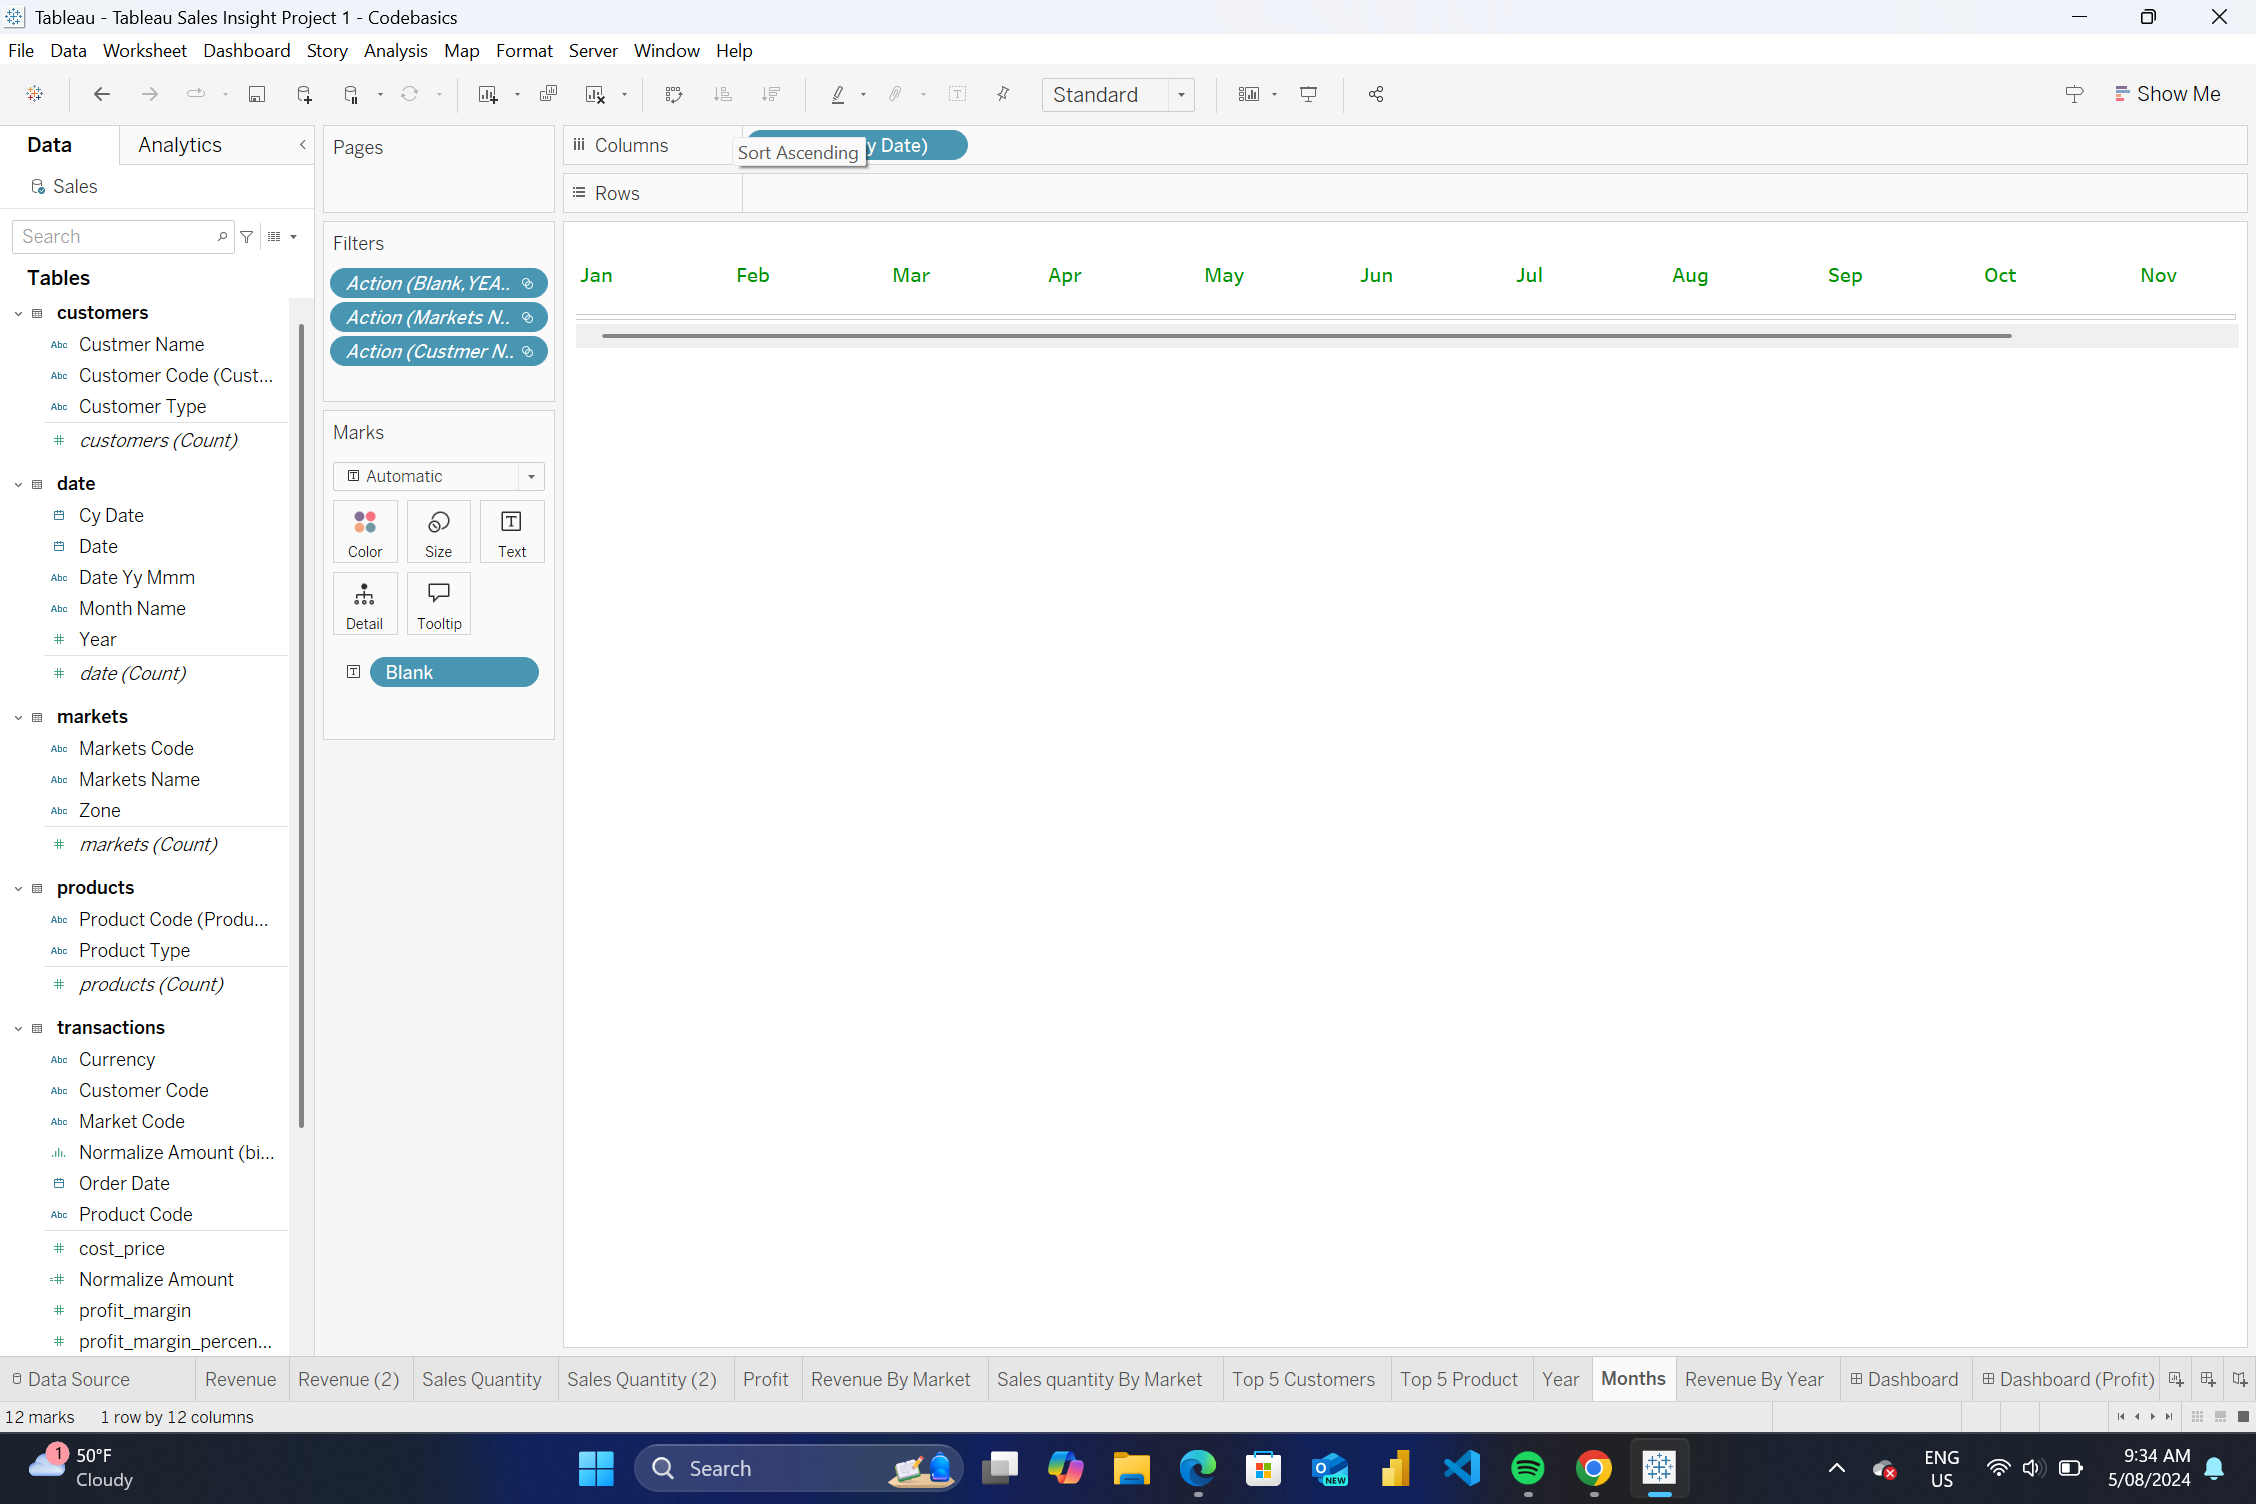 Tableau - Tableau Sales Insight Project 1 - Codebasics
File Data Worksheet Dashboard Story Analysis Map Format Server Window Help
Standard
Show Me
Data
Analytics
Sales
Search
Tables
customers
Custmer Name
Customer Code (Cust...
Customer Type
customers (Count)
date
Cy Date
Date
Date Yy Mmm
Month Name
Year
date (Count)
markets
Markets Code
Markets Name
Zone
markets (Count)
products
Product Code (Produ...
Product Type
products (Count)
transactions
Currency
Customer Code
Market Code
Normalize Amount (bi...
Order Date
Product Code
cost_price
Normalize Amount
profit_margin
profit_margin_percen...
Pages
Filters
Action (Blank,YEA..
Action (Markets N..
Action (Custmer N..
Marks
Automatic
Color Size Text
Detail Tooltip
Blank
Columns
y Date)
Sort Ascending
Rows
Jan Feb Mar Apr May Jun Jul Aug Sep Oct Nov
Data Source Revenue Revenue (2) Sales Quantity Sales Quantity (2) Profit Revenue By Market Sales quantity By Market Top 5 Customers Top 5 Product Year Months Revenue By Year Dashboard Dashboard (Profit)
12 marks 1 row by 12 columns
1
50°F
Cloudy
Search
NEW
ENG
US
9:34 AM
5/08/2024